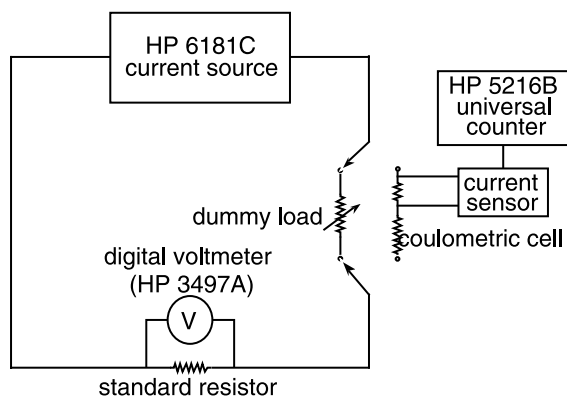 HP 6181C
current source
HP 5216B
universal
counter
current
sensor
dummy load
coulometric cell
digital voltmeter
(HP 3497A)
V
standard resistor